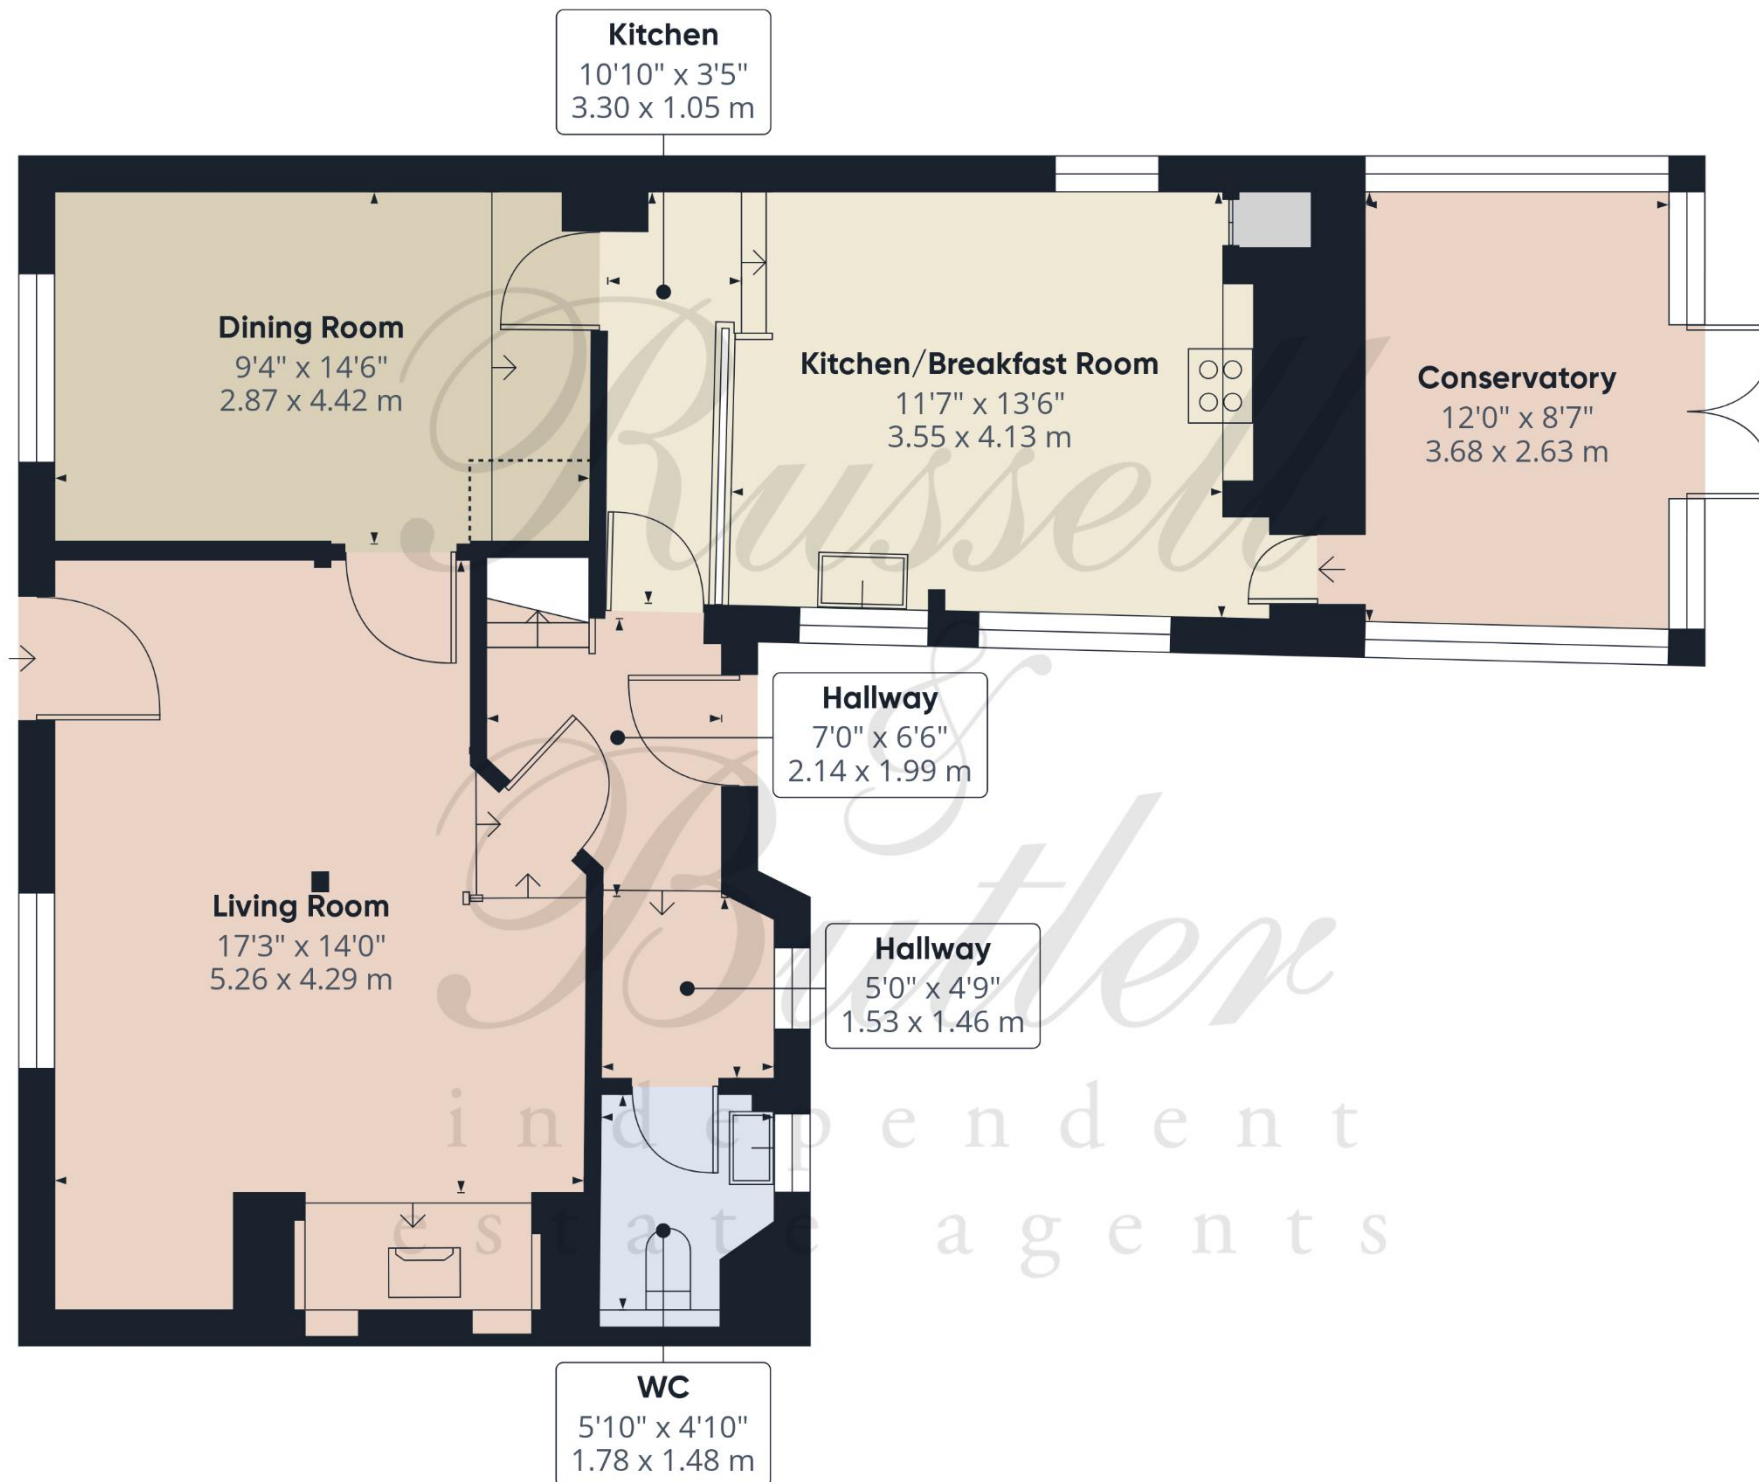 Kitchen
10'10" x 3'5"
3.30 x 1.05 m
Dining Room
9'4" x 14'6"
2.87 x 4.42 m
Kitchen/Breakfast Room
11'7" x 13'6"
3.55 x 4.13 m
Conservatory
12'0" x 8'7"
3.68 x 2.63 m
Hallway
7'0" x 6'6"
2.14 x 1.99 m
Living Room
17'3" x 14'0"
5.26 x 4.29 m
Hallway
5'0" x 4'9"
1.53 x 1.46 m
WC
5'10" x 4'10"
1.78 x 1.48 m
Russell
&
Butler
independent
estate agents